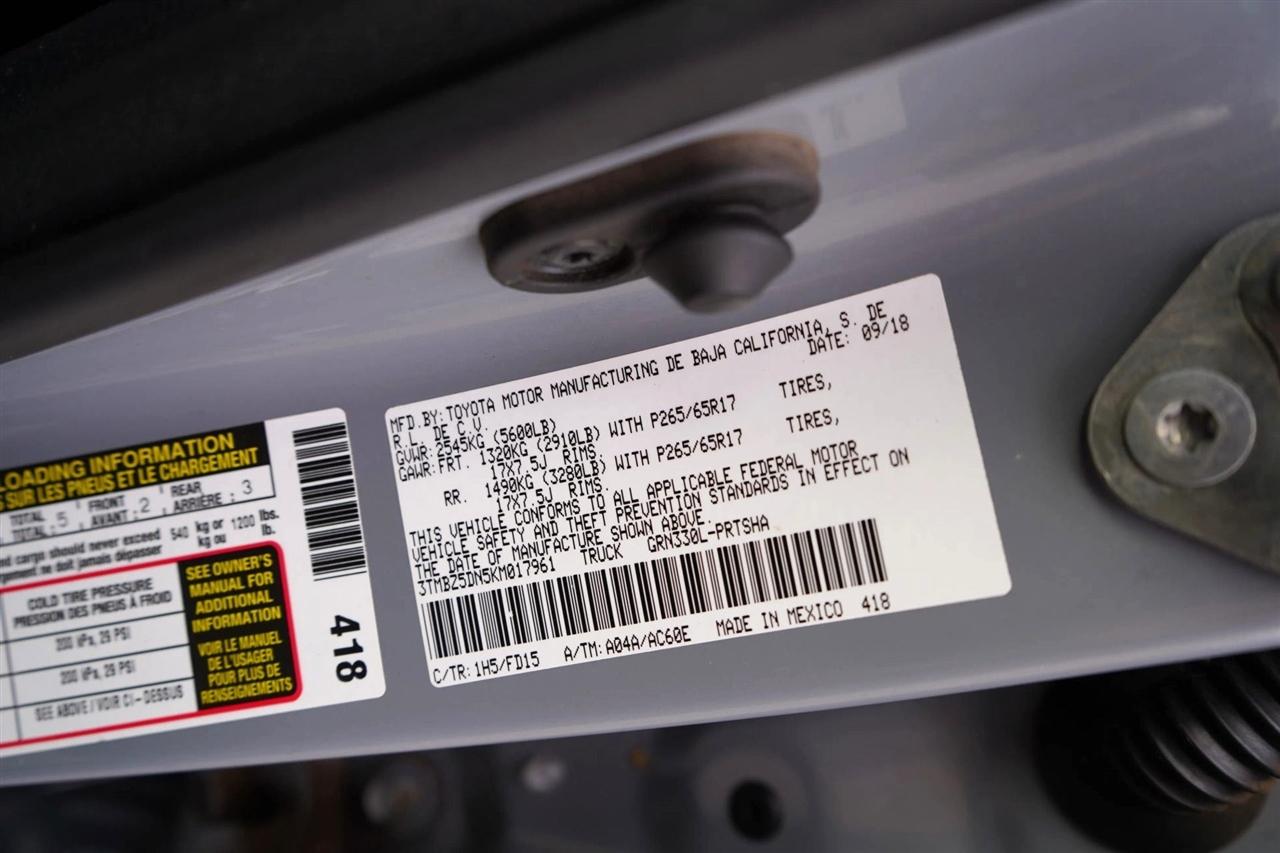 LOADING INFORMATION
SUR LES PNEUS ET LE CHARGEMENT
TOTAL 5 FRONT 2 REAR 3
TOTAL: AVANT: ARRIÈRE:
nd cargo should never exceed 540 kg or 1200 lbs.
rgement ne doit jamais dépasser kg ou lb.
COLD TIRE PRESSURE
PRESSION DES PNEUS À FROID
200 kPa, 29 PSI
200 kPa, 29 PSI
SEE ABOVE / VOIR CI-DESSUS
SEE OWNER'S
MANUAL FOR
ADDITIONAL
INFORMATION
VOIR LE MANUEL
DE L'USAGER
POUR PLUS DE
RENSEIGNEMENTS
418
MFD.BY:TOYOTA MOTOR MANUFACTURING DE BAJA CALIFORNIA, S. DE
R.L. DE C.V. DATE: 09/18
GVWR:2545KG (5600LB)
GAWR:FRT. 1320KG (2910LB) WITH P265/65R17 TIRES,
17X7.5J RIMS.
RR. 1490KG (3280LB) WITH P265/65R17 TIRES,
17X7.5J RIMS.
THIS VEHICLE CONFORMS TO ALL APPLICABLE FEDERAL MOTOR
VEHICLE SAFETY AND THEFT PREVENTION STANDARDS IN EFFECT ON
THE DATE OF MANUFACTURE SHOWN ABOVE.
3TMBZ5DN5KM017961 TRUCK GRN330L-PRTSHA
C/TR:1H5/FD15 A/TM:A04A/AC60E MADE IN MEXICO 418